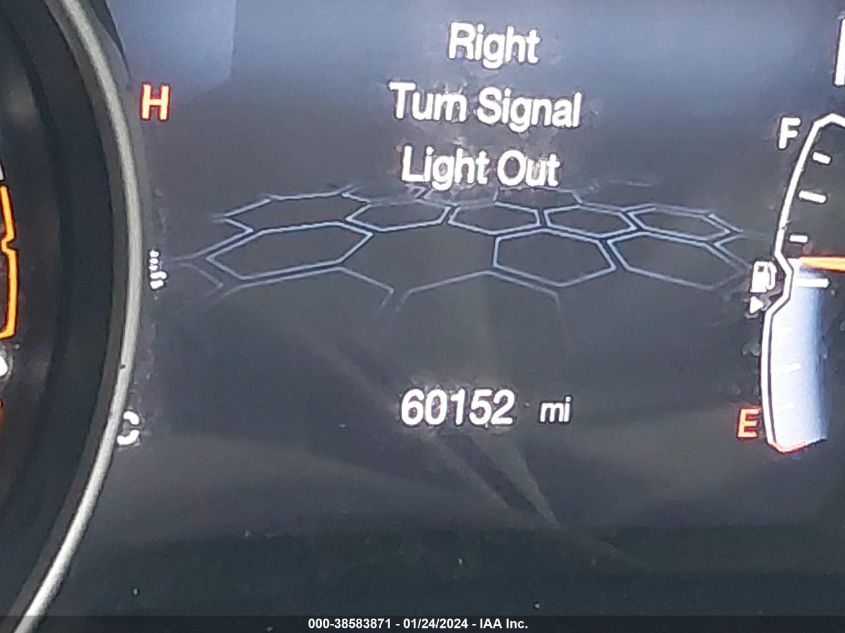 Right
Turn Signal
Light Out
H
F
60152 mi
E
C
000-38583871 - 01/24/2024 - IAA Inc.